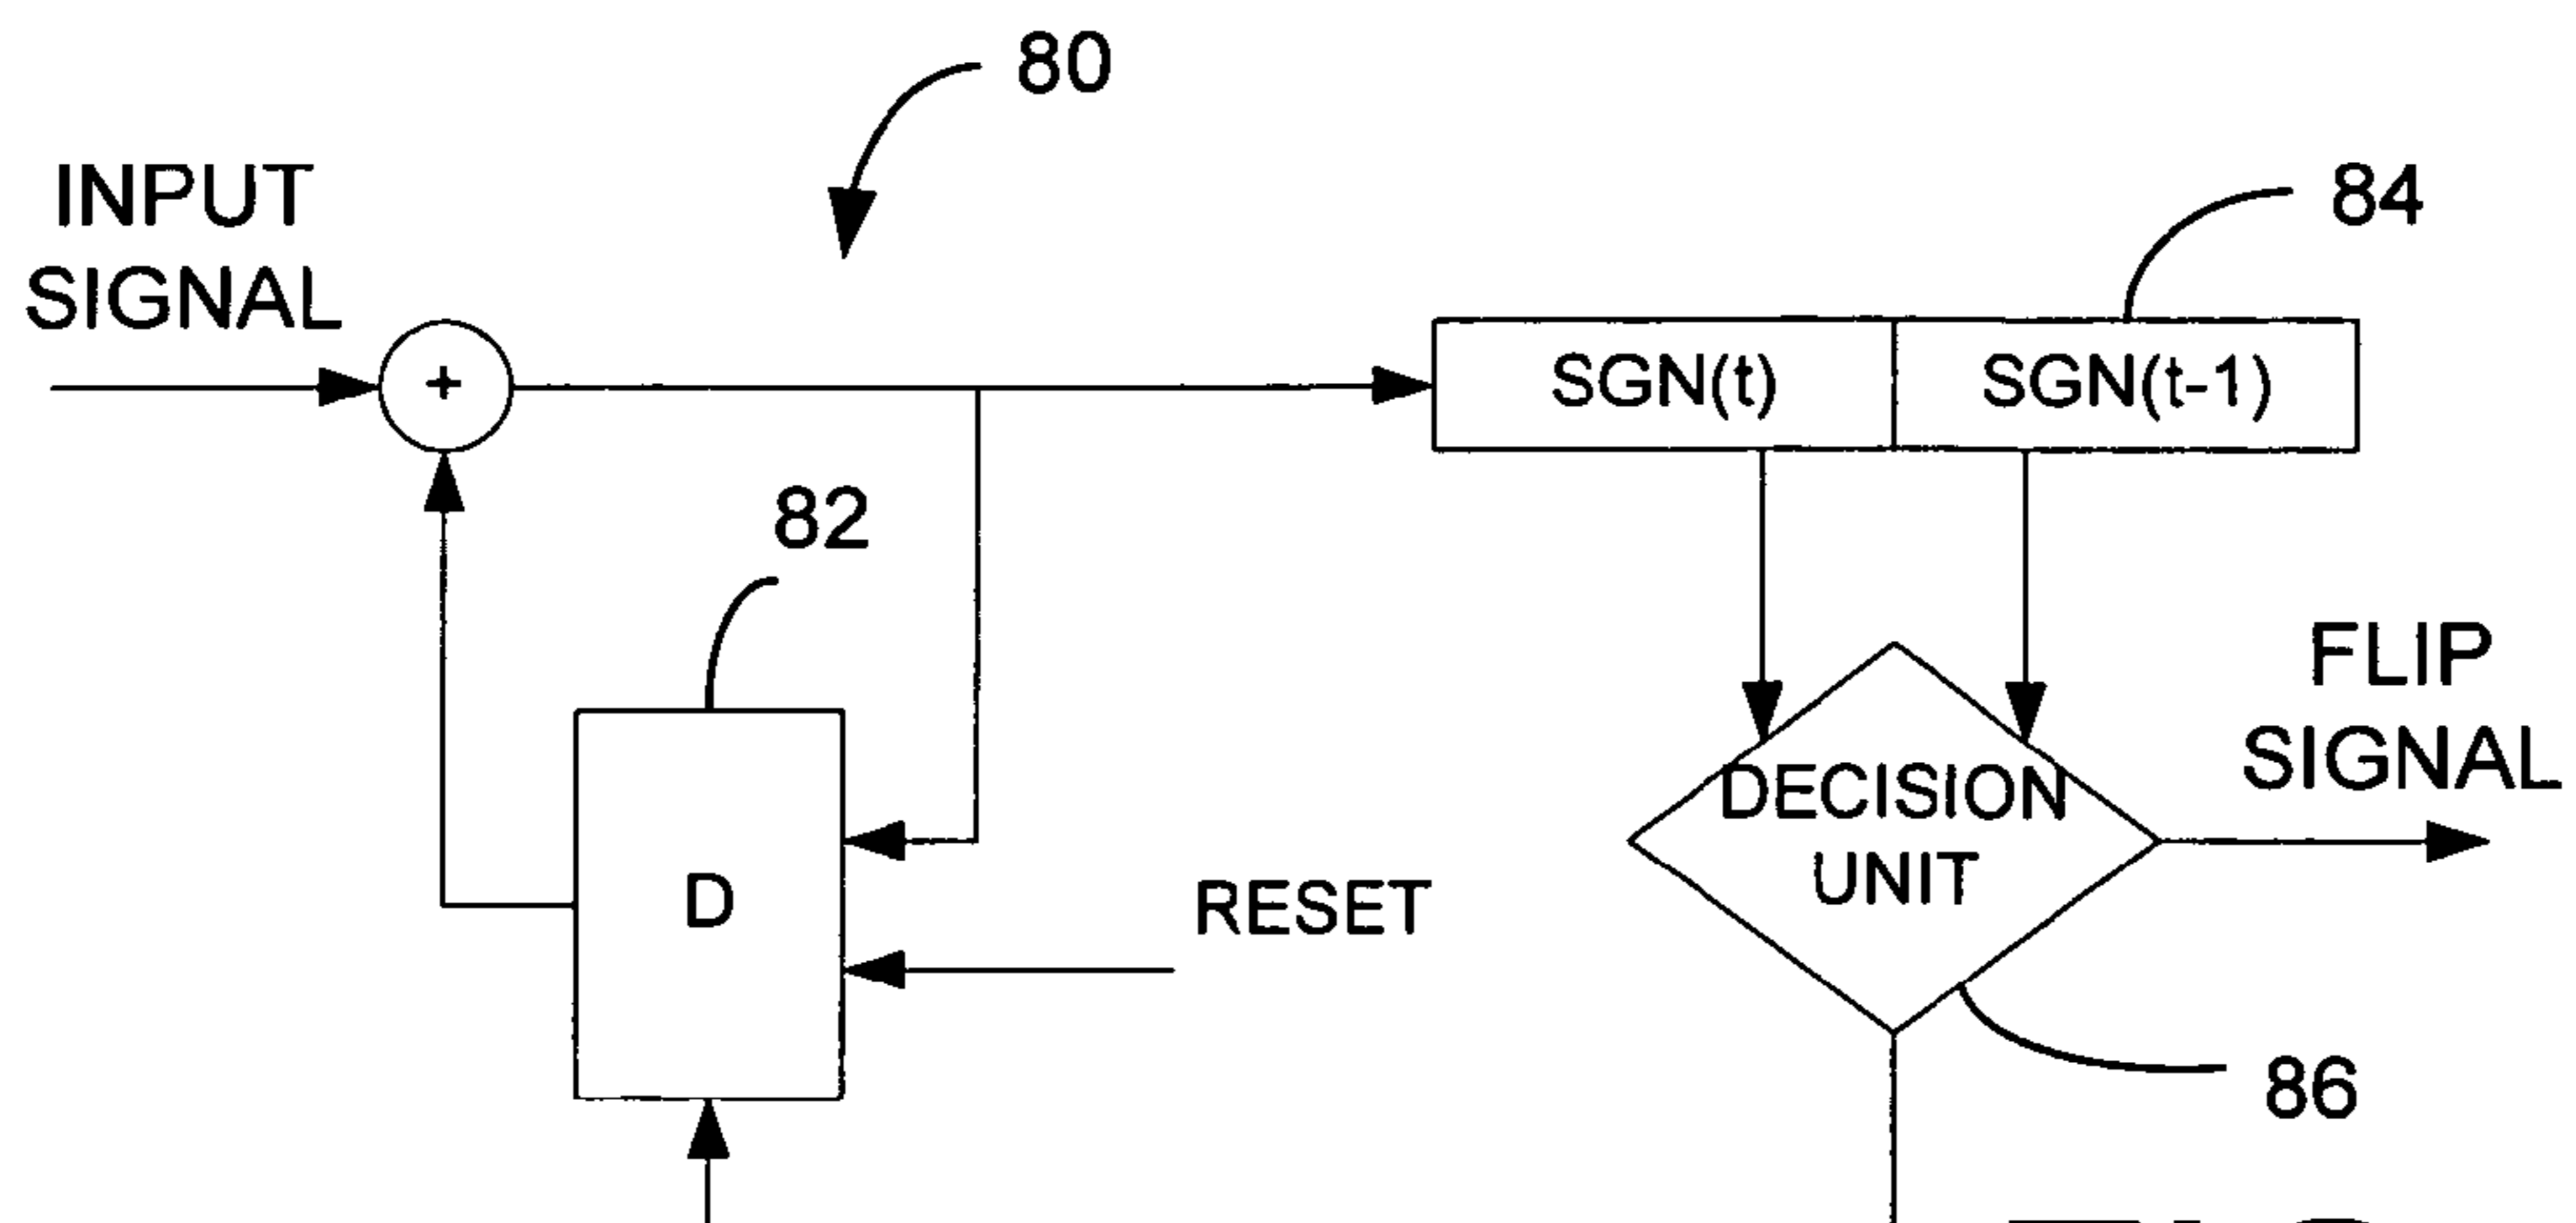 80
INPUT
SIGNAL
84
+
SGN(t) SGN(t-1)
82
FLIP
SIGNAL
DECISION
UNIT
D
RESET
86